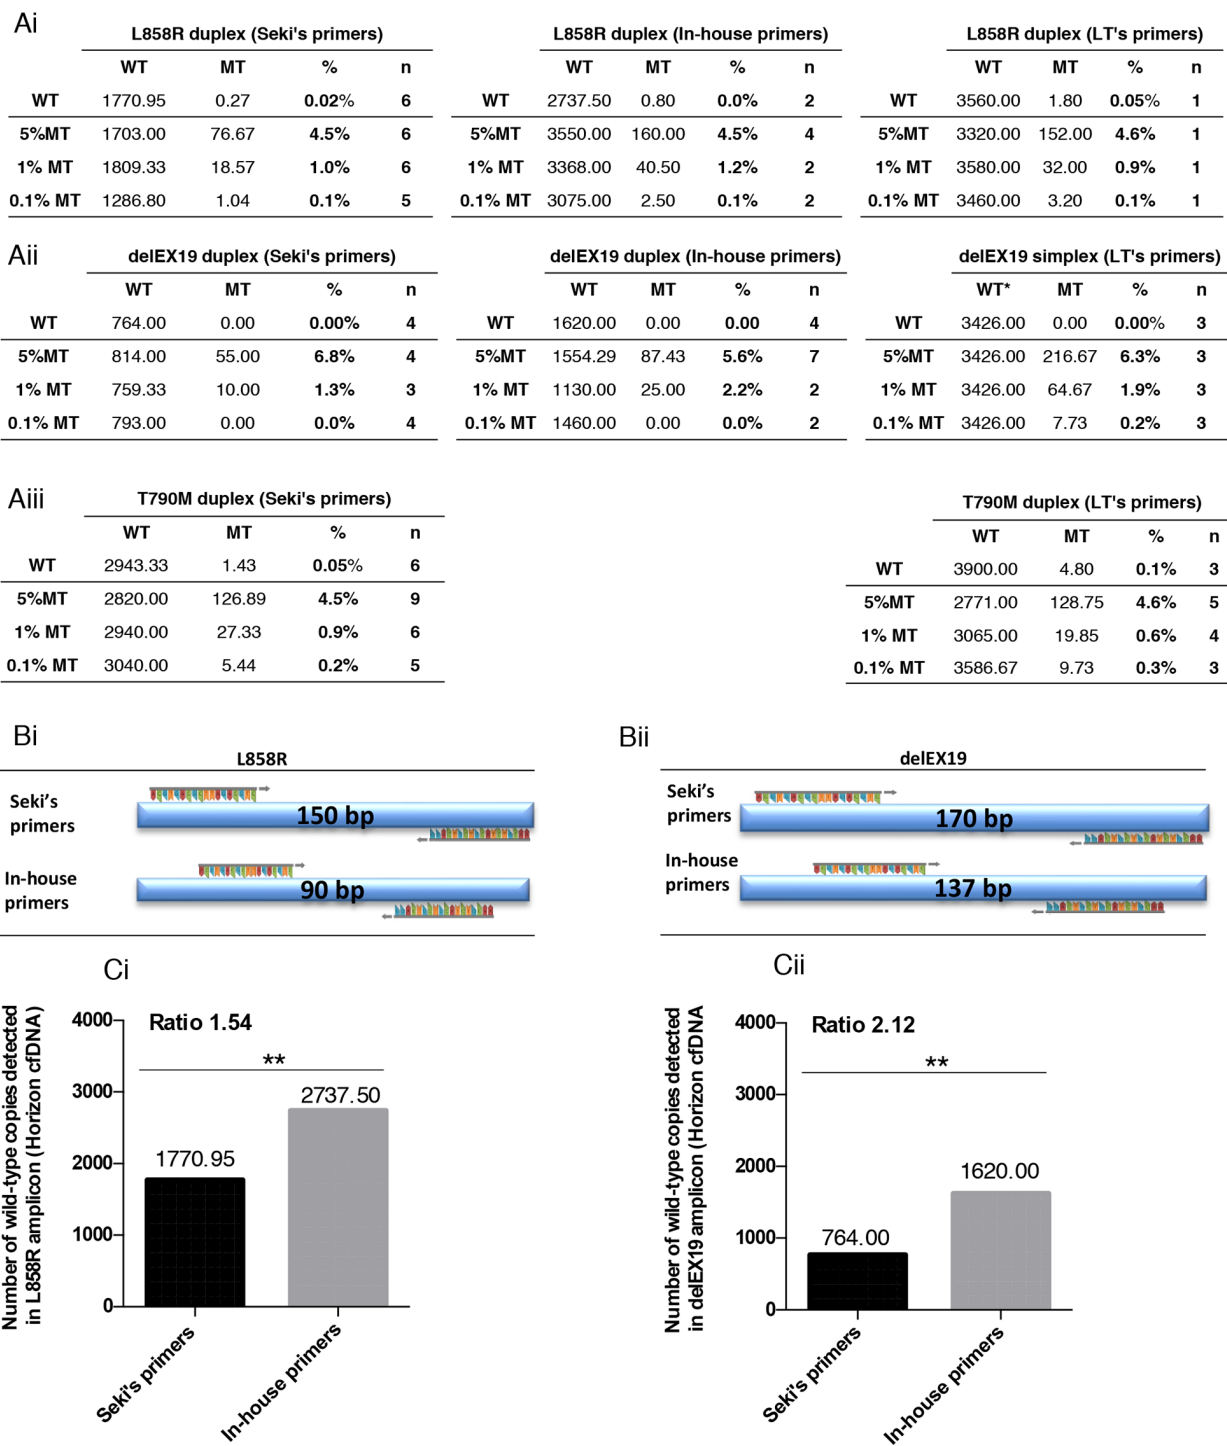 Ai
L858R duplex (Seki's primers)
WT MT % n
WT 1770.95 0.27 0.02% 6
5%MT 1703.00 76.67 4.5% 6
1% MT 1809.33 18.57 1.0% 6
0.1% MT 1286.80 1.04 0.1% 5
L858R duplex (In-house primers)
WT MT % n
WT 2737.50 0.80 0.0% 2
5%MT 3550.00 160.00 4.5% 4
1% MT 3368.00 40.50 1.2% 2
0.1% MT 3075.00 2.50 0.1% 2
L858R duplex (LT's primers)
WT MT % n
WT 3560.00 1.80 0.05% 1
5%MT 3320.00 152.00 4.6% 1
1% MT 3580.00 32.00 0.9% 1
0.1% MT 3460.00 3.20 0.1% 1
Aii
delEX19 duplex (Seki's primers)
WT MT % n
WT 764.00 0.00 0.00% 4
5%MT 814.00 55.00 6.8% 4
1% MT 759.33 10.00 1.3% 3
0.1% MT 793.00 0.00 0.0% 4
delEX19 duplex (In-house primers)
WT MT % n
WT 1620.00 0.00 0.00 4
5%MT 1554.29 87.43 5.6% 7
1% MT 1130.00 25.00 2.2% 2
0.1% MT 1460.00 0.00 0.0% 2
delEX19 simplex (LT's primers)
WT* MT % n
WT 3426.00 0.00 0.00% 3
5%MT 3426.00 216.67 6.3% 3
1% MT 3426.00 64.67 1.9% 3
0.1% MT 3426.00 7.73 0.2% 3
Aiii
T790M duplex (Seki's primers)
WT MT % n
WT 2943.33 1.43 0.05% 6
5%MT 2820.00 126.89 4.5% 9
1% MT 2940.00 27.33 0.9% 6
0.1% MT 3040.00 5.44 0.2% 5
T790M duplex (LT's primers)
WT MT % n
WT 3900.00 4.80 0.1% 3
5%MT 2771.00 128.75 4.6% 5
1% MT 3065.00 19.85 0.6% 4
0.1% MT 3586.67 9.73 0.3% 3
Bi
L858R
Seki's
primers
150 bp
In-house
primers
90 bp
Bii
delEX19
Seki's
primers
170 bp
In-house
primers
137 bp
Ci
Number of wild-type copies detected
in L858R amplicon (Horizon cfDNA)
Ratio 1.54
**
4000
3000
2000
1000
0
1770.95
2737.50
Seki's primers
In-house primers
Cii
Number of wild-type copies detected
in delEX19 amplicon (Horizon cfDNA
Ratio 2.12
**
4000
3000
2000
1000
0
764.00
1620.00
Seki's primers
In-house primers